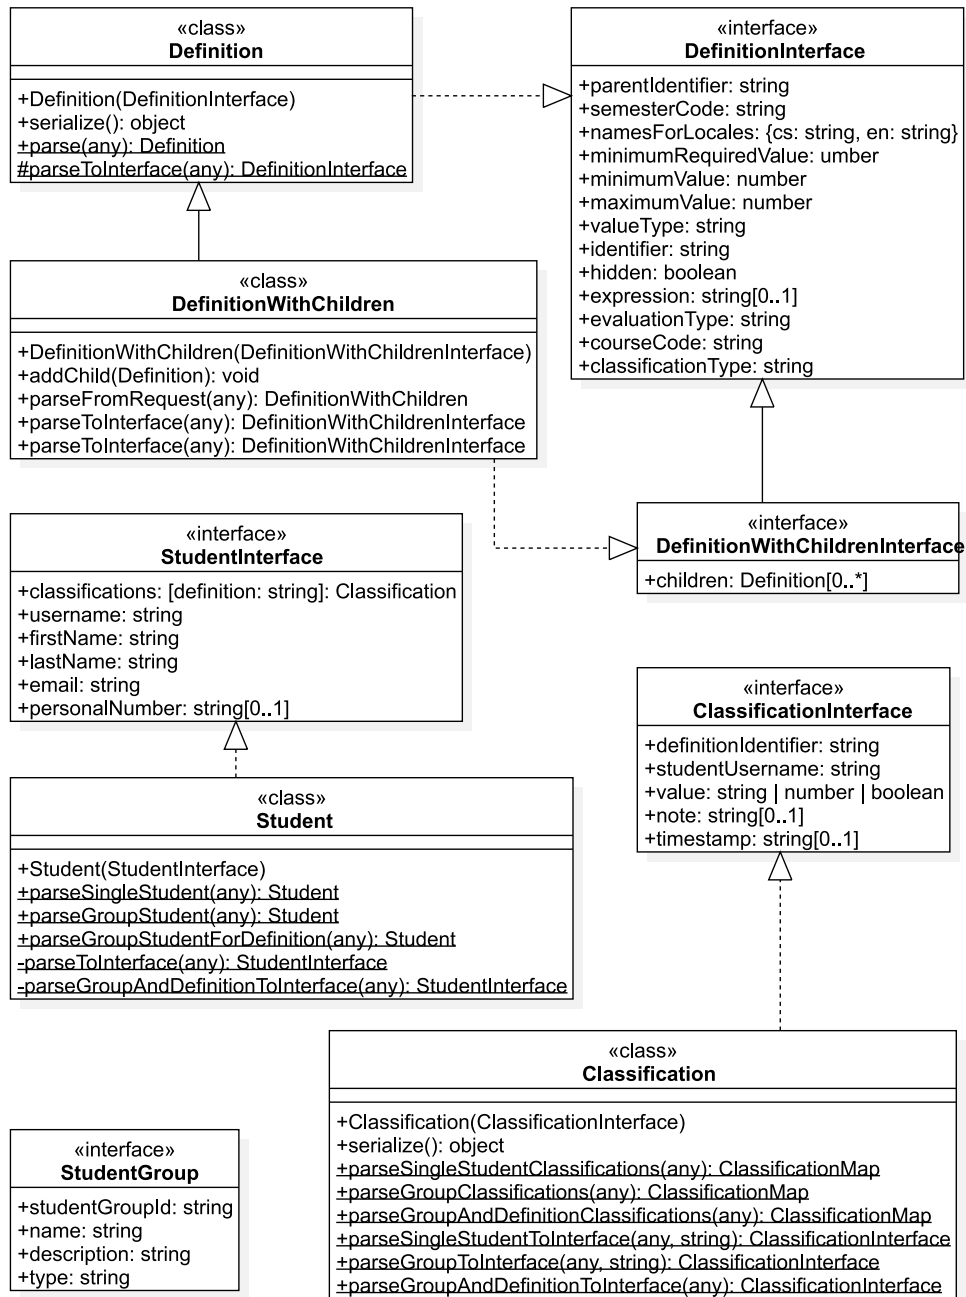 «class»
Definition
+Definition(DefinitionInterface)
+serialize(): object
+parse(any): Definition
#parseToInterface(any): DefinitionInterface
«interface»
DefinitionInterface
+parentIdentifier: string
+semesterCode: string
+namesForLocales: {cs: string, en: string}
+minimumRequiredValue: umber
+minimumValue: number
+maximumValue: number
+valueType: string
+identifier: string
+hidden: boolean
+expression: string[0..1]
+evaluationType: string
+courseCode: string
+classificationType: string
«class»
DefinitionWithChildren
+DefinitionWithChildren(DefinitionWithChildrenInterface)
+addChild(Definition): void
+parseFromRequest(any): DefinitionWithChildren
+parseToInterface(any): DefinitionWithChildrenInterface
+parseToInterface(any): DefinitionWithChildrenInterface
«interface»
DefinitionWithChildrenInterface
+children: Definition[0..*]
«interface»
StudentInterface
+classifications: [definition: string]: Classification
+username: string
+firstName: string
+lastName: string
+email: string
+personalNumber: string[0..1]
«interface»
ClassificationInterface
+definitionIdentifier: string
+studentUsername: string
+value: string | number | boolean
+note: string[0..1]
+timestamp: string[0..1]
«class»
Student
+Student(StudentInterface)
+parseSingleStudent(any): Student
+parseGroupStudent(any): Student
+parseGroupStudentForDefinition(any): Student
-parseToInterface(any): StudentInterface
-parseGroupAndDefinitionToInterface(any): StudentInterface
«class»
Classification
+Classification(ClassificationInterface)
+serialize(): object
+parseSingleStudentClassifications(any): ClassificationMap
+parseGroupClassifications(any): ClassificationMap
+parseGroupAndDefinitionClassifications(any): ClassificationMap
+parseSingleStudentToInterface(any, string): ClassificationInterface
+parseGroupToInterface(any, string): ClassificationInterface
+parseGroupAndDefinitionToInterface(any): ClassificationInterface
«interface»
StudentGroup
+studentGroupId: string
+name: string
+description: string
+type: string